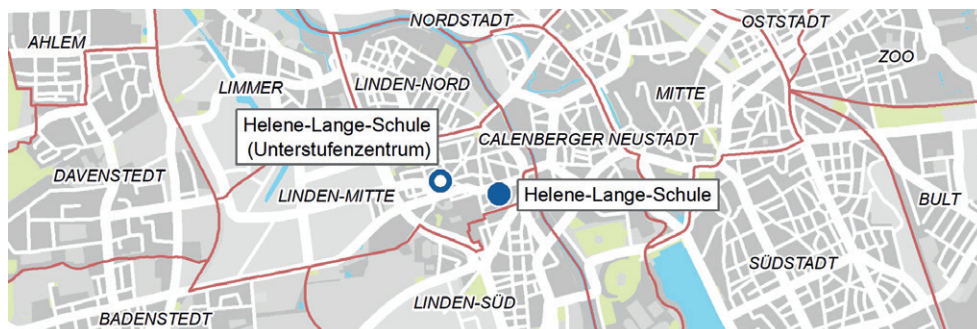 NORDSTADT
OSTSTADT
AHLEM
ZOO
LIMMER
LINDEN-NORD
MITTE
Helene-Lange-Schule
(Unterstufenzentrum)
CALENBERGER NEUSTADT
DAVENSTEDT
LINDEN-MITTE
Helene-Lange-Schule
BULT
SÜDSTADT
LINDEN-SÜD
BADENSTEDT